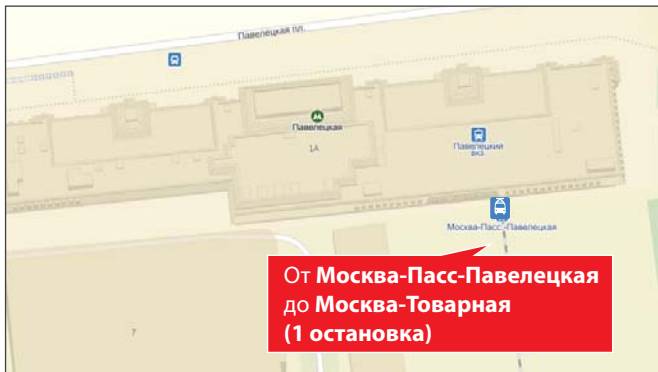 Павелецкая пл.
Павелецкая
1А
Павелецкий
вкз
Москва-Пасс.-Павелецкая
От Москва-Пасс-Павелецкая
до Москва-Товарная
(1 остановка)
7